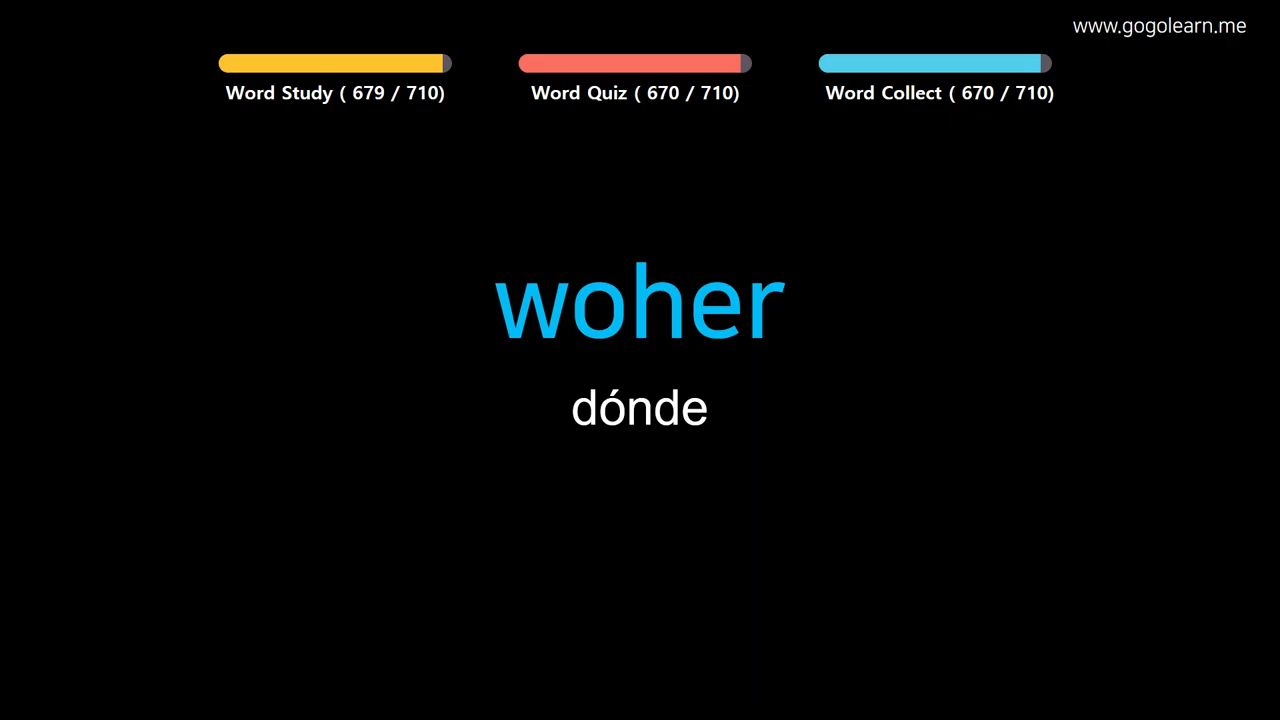 www.gogolearn.me
Word Study ( 679 / 710)
Word Quiz ( 670 / 710)
Word Collect ( 670 / 710)
woher
dónde